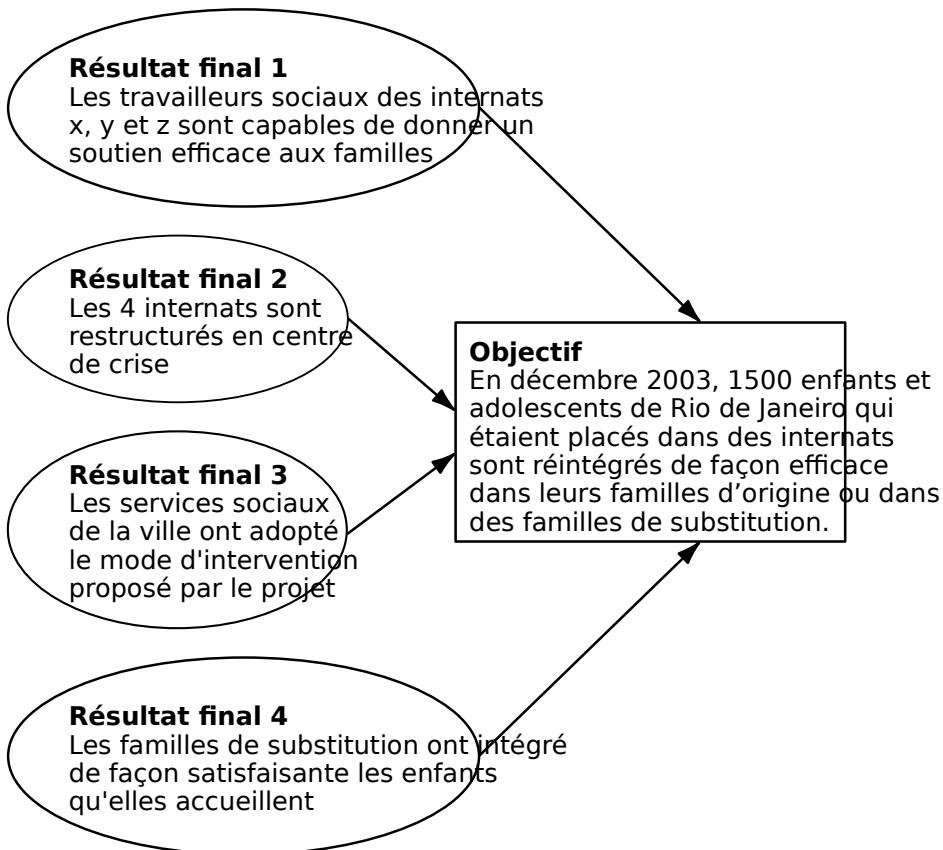 Résultat final 1
Les travailleurs sociaux des internats
x, y et z sont capables de donner un
soutien efficace aux familles
Résultat final 2
Les 4 internats sont
restructurés en centre
de crise
Résultat final 3
Les services sociaux
de la ville ont adopté
le mode d'intervention
proposé par le projet
Résultat final 4
Les familles de substitution ont intégré
de façon satisfaisante les enfants
qu'elles accueillent
Objectif
En décembre 2003, 1500 enfants et
adolescents de Rio de Janeiro qui
étaient placés dans des internats
sont réintégrés de façon efficace
dans leurs familles d’origine ou dans
des familles de substitution.